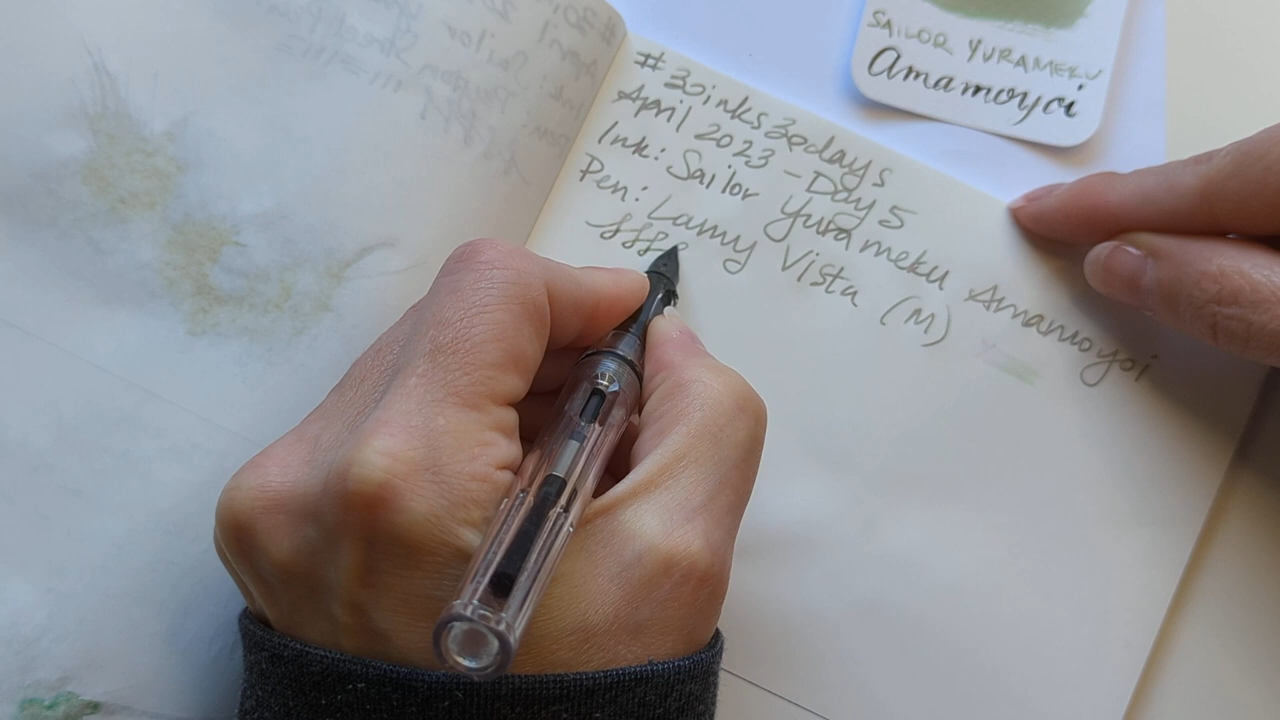 SAILOR YURAMEKU
Amamoyoi
#30inks30days
April 2023 - Day 5
Ink: Sailor Yurameku Amamoyoi
Pen: Lamy Vista (M)